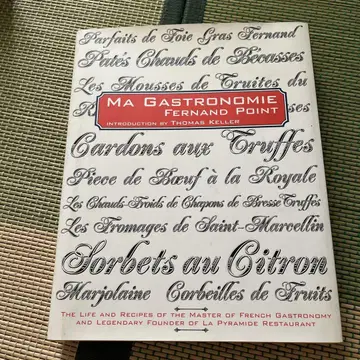 Parfaits de Foie Gras Fernand
Patés Chauds de Bécasses
Les Mousses de Truites du
MA GASTRONOMIE
FERNAND POINT
INTRODUCTION BY THOMAS KELLER
Cardons aux Truffes
Piece de Bœuf à la Royale
Les Chauds-Froids de Chapons de Bresse Truffés
Les Fromages de Saint-Marcellin
Sorbets au Citron
Marjolaine Corbeilles de Fruits
THE LIFE AND RECIPES OF THE MASTER OF FRENCH GASTRONOMY
AND LEGENDARY FOUNDER OF LA PYRAMIDE RESTAURANT